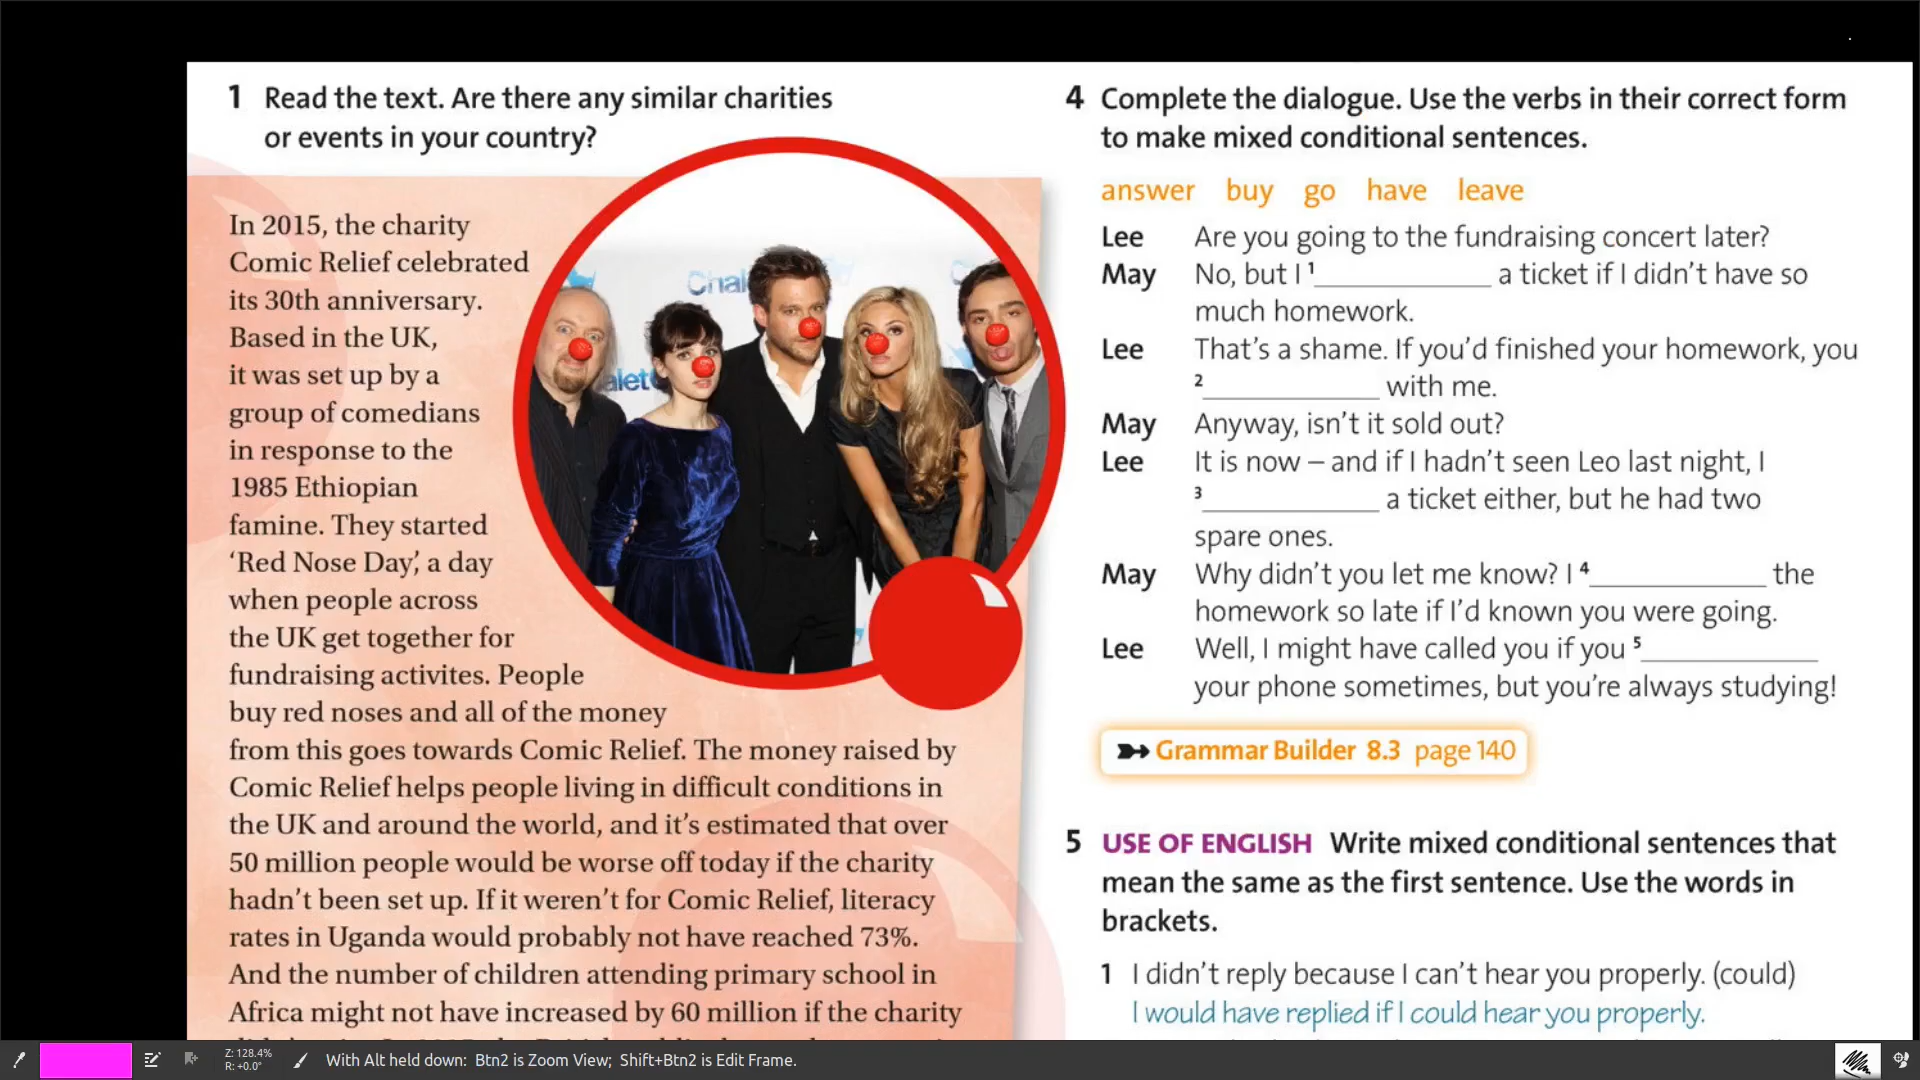 1 Read the text. Are there any similar charities
or events in your country?
In 2015, the charity
Comic Relief celebrated
its 30th anniversary.
Based in the UK,
it was set up by a
group of comedians
in response to the
1985 Ethiopian
famine. They started
‘Red Nose Day’, a day
when people across
the UK get together for
fundraising activites. People
buy red noses and all of the money
from this goes towards Comic Relief. The money raised by
Comic Relief helps people living in difficult conditions in
the UK and around the world, and it’s estimated that over
50 million people would be worse off today if the charity
hadn’t been set up. If it weren’t for Comic Relief, literacy
rates in Uganda would probably not have reached 73%.
And the number of children attending primary school in
Africa might not have increased by 60 million if the charity
4 Complete the dialogue. Use the verbs in their correct form
to make mixed conditional sentences.
answer buy go have leave
Lee Are you going to the fundraising concert later?
May No, but I ¹____________ a ticket if I didn’t have so
much homework.
Lee That’s a shame. If you’d finished your homework, you
²____________ with me.
May Anyway, isn’t it sold out?
Lee It is now – and if I hadn’t seen Leo last night, I
³____________ a ticket either, but he had two
spare ones.
May Why didn’t you let me know? I ⁴____________ the
homework so late if I’d known you were going.
Lee Well, I might have called you if you ⁵____________
your phone sometimes, but you’re always studying!
Grammar Builder 8.3 page 140
5 USE OF ENGLISH Write mixed conditional sentences that
mean the same as the first sentence. Use the words in
brackets.
1 I didn’t reply because I can’t hear you properly. (could)
I would have replied if I could hear you properly.
Z: 128.4%
R: +0.0°
With Alt held down: Btn2 is Zoom View; Shift+Btn2 is Edit Frame.